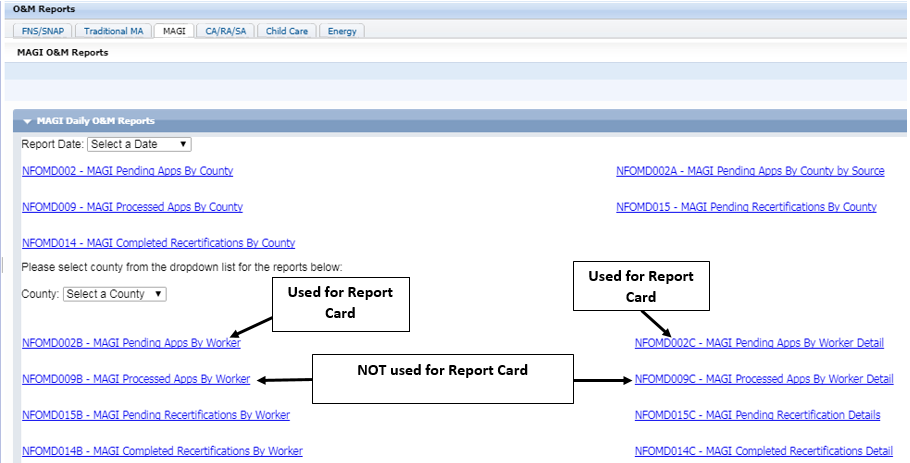 O&M Reports
FNS/SNAP Traditional MA MAGI CA/RA/SA Child Care Energy
MAGI O&M Reports
MAGI Daily O&M Reports
Report Date: Select a Date
NFOMD002 - MAGI Pending Apps By County NFOMD002A - MAGI Pending Apps By County by Source
NFOMD009 - MAGI Processed Apps By County NFOMD015 - MAGI Pending Recertifications By County
NFOMD014 - MAGI Completed Recertifications By County
Please select county from the dropdown list for the reports below:
County: Select a County
Used for Report
Card
Used for Report
Card
NFOMD002B - MAGI Pending Apps By Worker NFOMD002C - MAGI Pending Apps By Worker Detail
NOT used for Report Card
NFOMD009B - MAGI Processed Apps By Worker NFOMD009C - MAGI Processed Apps By Worker Detail
NFOMD015B - MAGI Pending Recertifications By Worker NFOMD015C - MAGI Pending Recertification Details
NFOMD014B - MAGI Completed Recertifications By Worker NFOMD014C - MAGI Completed Recertifications Detail